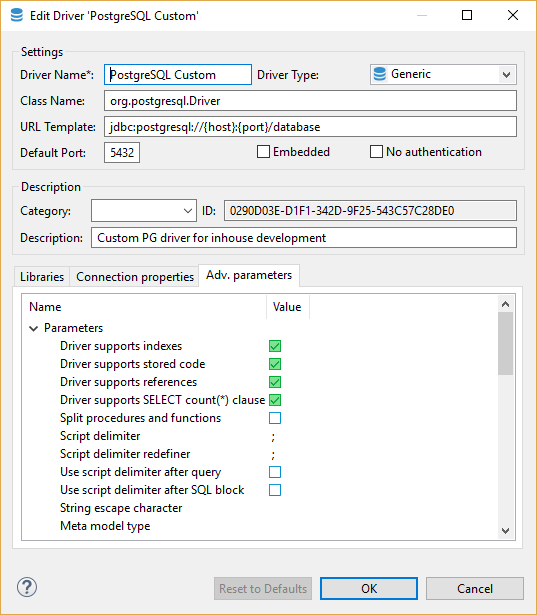 Edit Driver 'PostgreSQL Custom'
Settings
Driver Name*: PostgreSQL Custom Driver Type: Generic
Class Name: org.postgresql.Driver
URL Template: jdbc:postgresql://{host}:{port}/database
Default Port: 5432 Embedded No authentication
Description
Category: ID: 0290D03E-D1F1-342D-9F25-543C57C28DE0
Description: Custom PG driver for inhouse development
Libraries Connection properties Adv. parameters
Name Value
Parameters
Driver supports indexes
Driver supports stored code
Driver supports references
Driver supports SELECT count(*) clause
Split procedures and functions
Script delimiter ;
Script delimiter redefiner ;
Use script delimiter after query
Use script delimiter after SQL block
String escape character
Meta model type
? Reset to Defaults OK Cancel